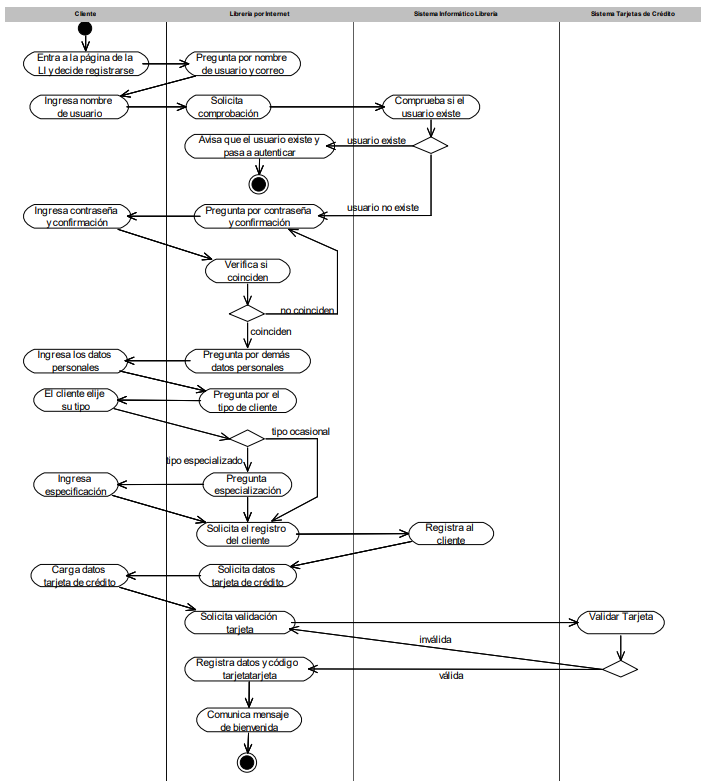 Cliente
Librería por Internet
Sistema Informático Librería
Sistema Tarjetas de Crédito
Entra a la página de la
LI y decide registrarse
Pregunta por nombre
de usuario y correo
Ingresa nombre
de usuario
Solicita
comprobación
Comprueba si el
usuario existe
Avisa que el usuario existe y
pasa a autenticar
usuario existe
usuario no existe
Ingresa contraseña
y confirmación
Pregunta por contraseña
y confirmación
Verifica si
coinciden
no coinciden
coinciden
Ingresa los datos
personales
Pregunta por demás
datos personales
El cliente elije
su tipo
Pregunta por el
tipo de cliente
tipo ocasional
tipo especializado
Ingresa
especificación
Pregunta
especialización
Solicita el registro
del cliente
Registra al
cliente
Carga datos
tarjeta de crédito
Solicita datos
tarjeta de crédito
Solicita validación
tarjeta
Validar Tarjeta
inválida
Registra datos y código
tarjetatarjeta
válida
Comunica mensaje
de bienvenida